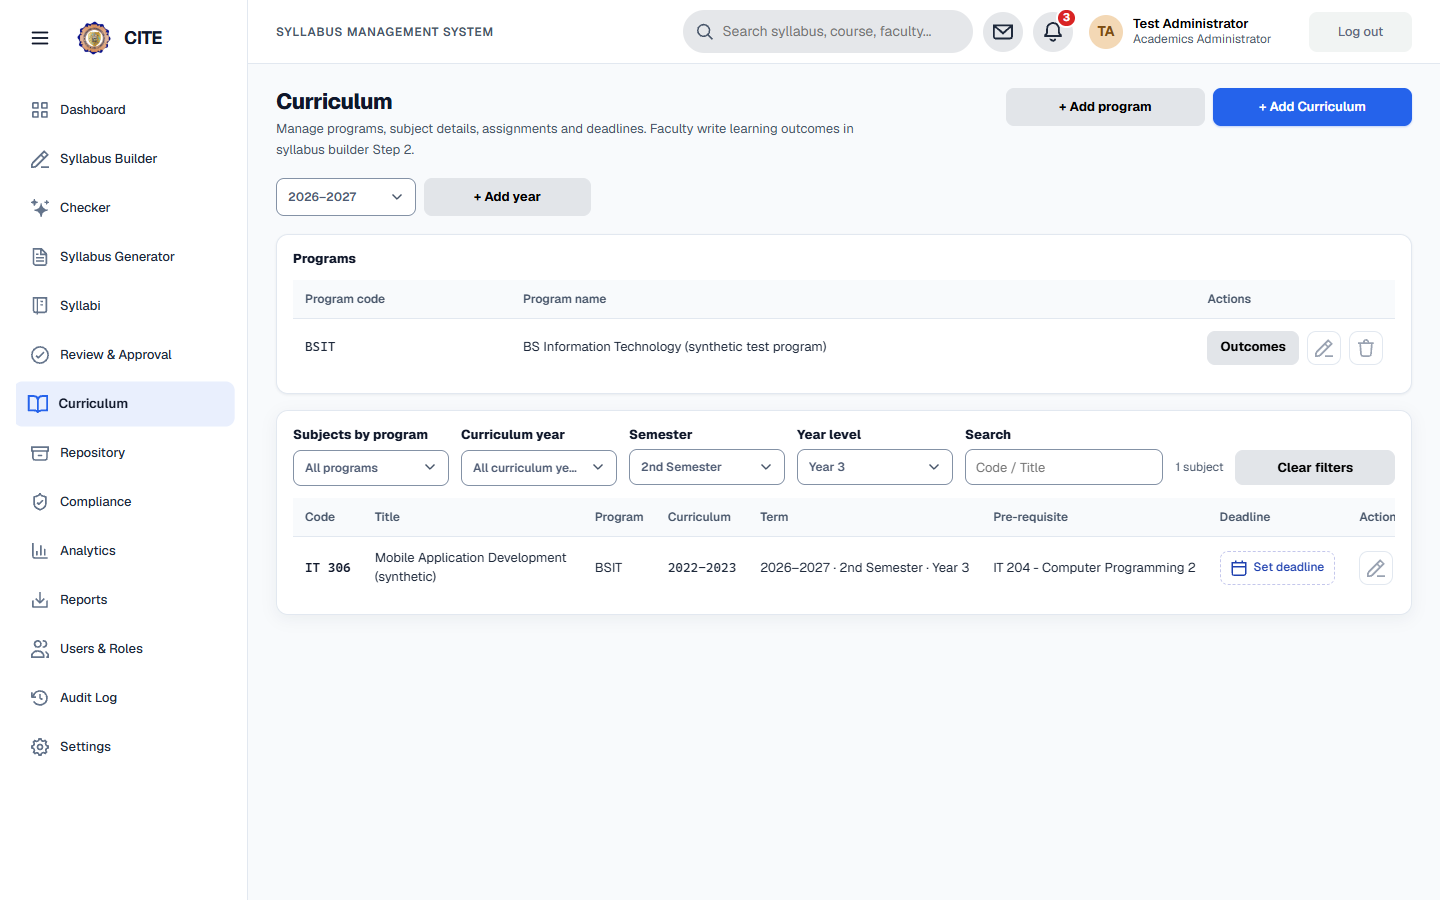 CITE
SYLLABUS MANAGEMENT SYSTEM
Search syllabus, course, faculty...
3
TA
Test Administrator
Academics Administrator
Log out
Dashboard
Syllabus Builder
Checker
Syllabus Generator
Syllabi
Review & Approval
Curriculum
Repository
Compliance
Analytics
Reports
Users & Roles
Audit Log
Settings
Curriculum
Manage programs, subject details, assignments and deadlines. Faculty write learning outcomes in
syllabus builder Step 2.
+ Add program
+ Add Curriculum
2026–2027
+ Add year
Programs
Program code Program name Actions
BSIT BS Information Technology (synthetic test program) Outcomes
Subjects by program Curriculum year Semester Year level Search
All programs All curriculum ye... 2nd Semester Year 3 Code / Title 1 subject Clear filters
Code Title Program Curriculum Term Pre-requisite Deadline Action
IT 306 Mobile Application Development
(synthetic) BSIT 2022–2023 2026–2027 · 2nd Semester · Year 3 IT 204 - Computer Programming 2 Set deadline